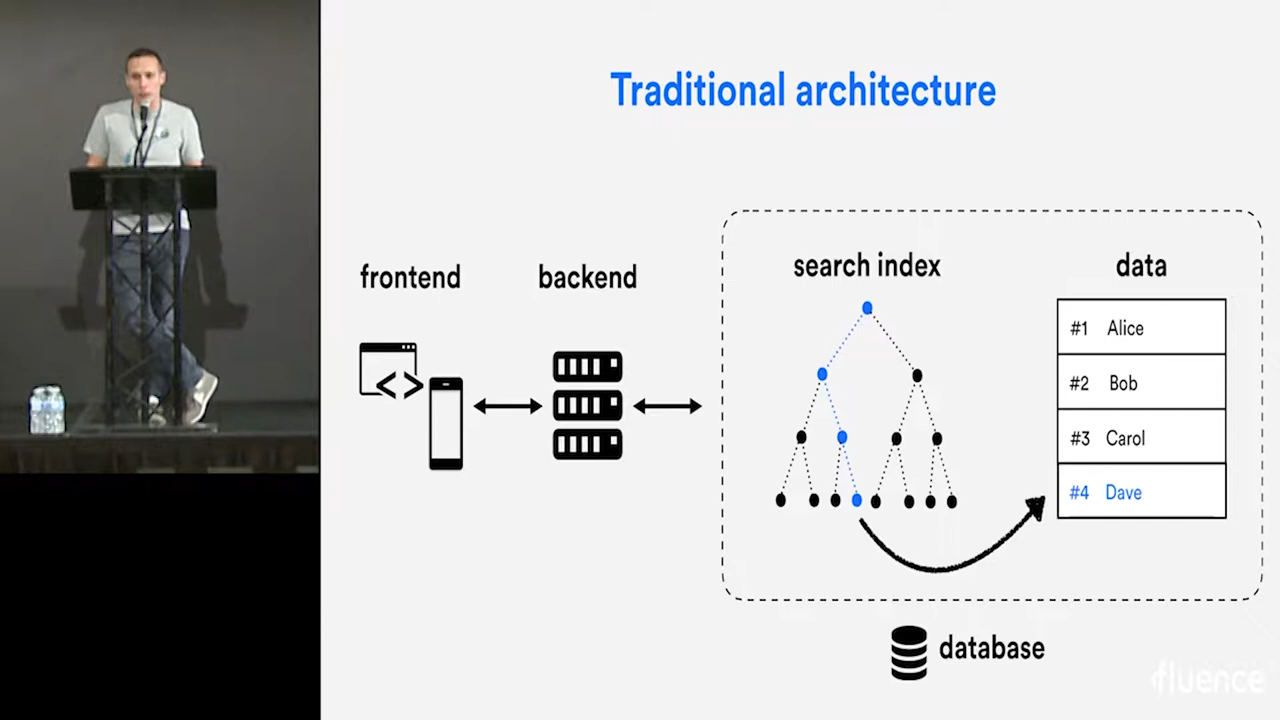 Traditional architecture
frontend
backend
search index
data
#1 Alice
#2 Bob
#3 Carol
#4 Dave
database
fluence